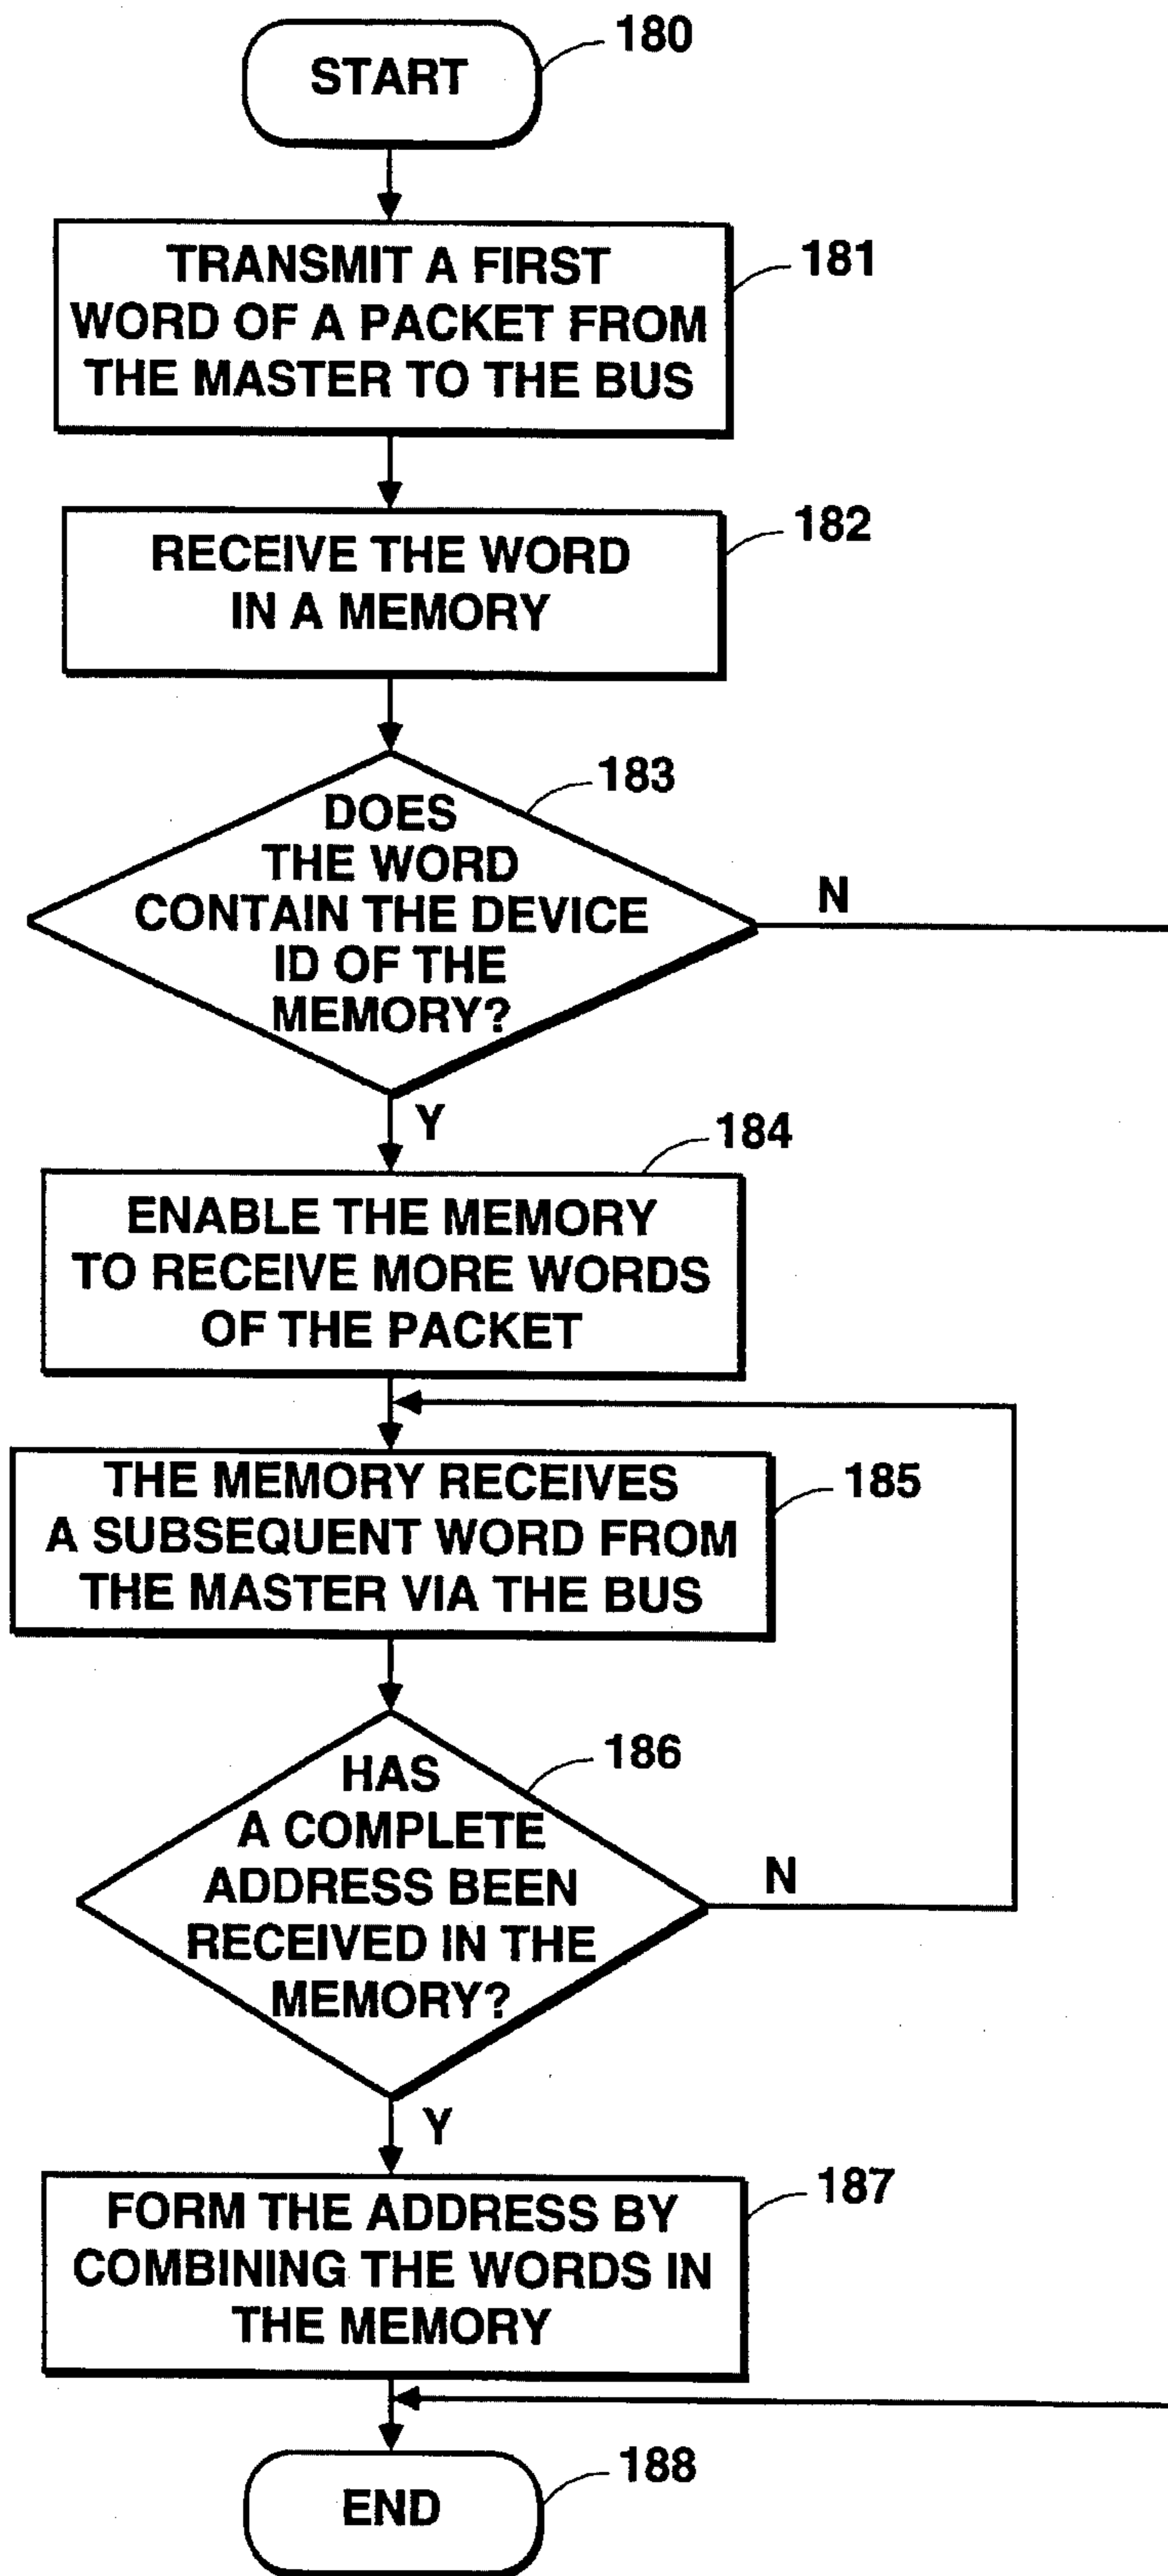 START
180
TRANSMIT A FIRST
WORD OF A PACKET FROM
THE MASTER TO THE BUS
181
RECEIVE THE WORD
IN A MEMORY
182
DOES
THE WORD
CONTAIN THE DEVICE
ID OF THE
MEMORY?
183
N
Y
ENABLE THE MEMORY
TO RECEIVE MORE WORDS
OF THE PACKET
184
THE MEMORY RECEIVES
A SUBSEQUENT WORD FROM
THE MASTER VIA THE BUS
185
HAS
A COMPLETE
ADDRESS BEEN
RECEIVED IN THE
MEMORY?
186
N
Y
FORM THE ADDRESS BY
COMBINING THE WORDS IN
THE MEMORY
187
END
188